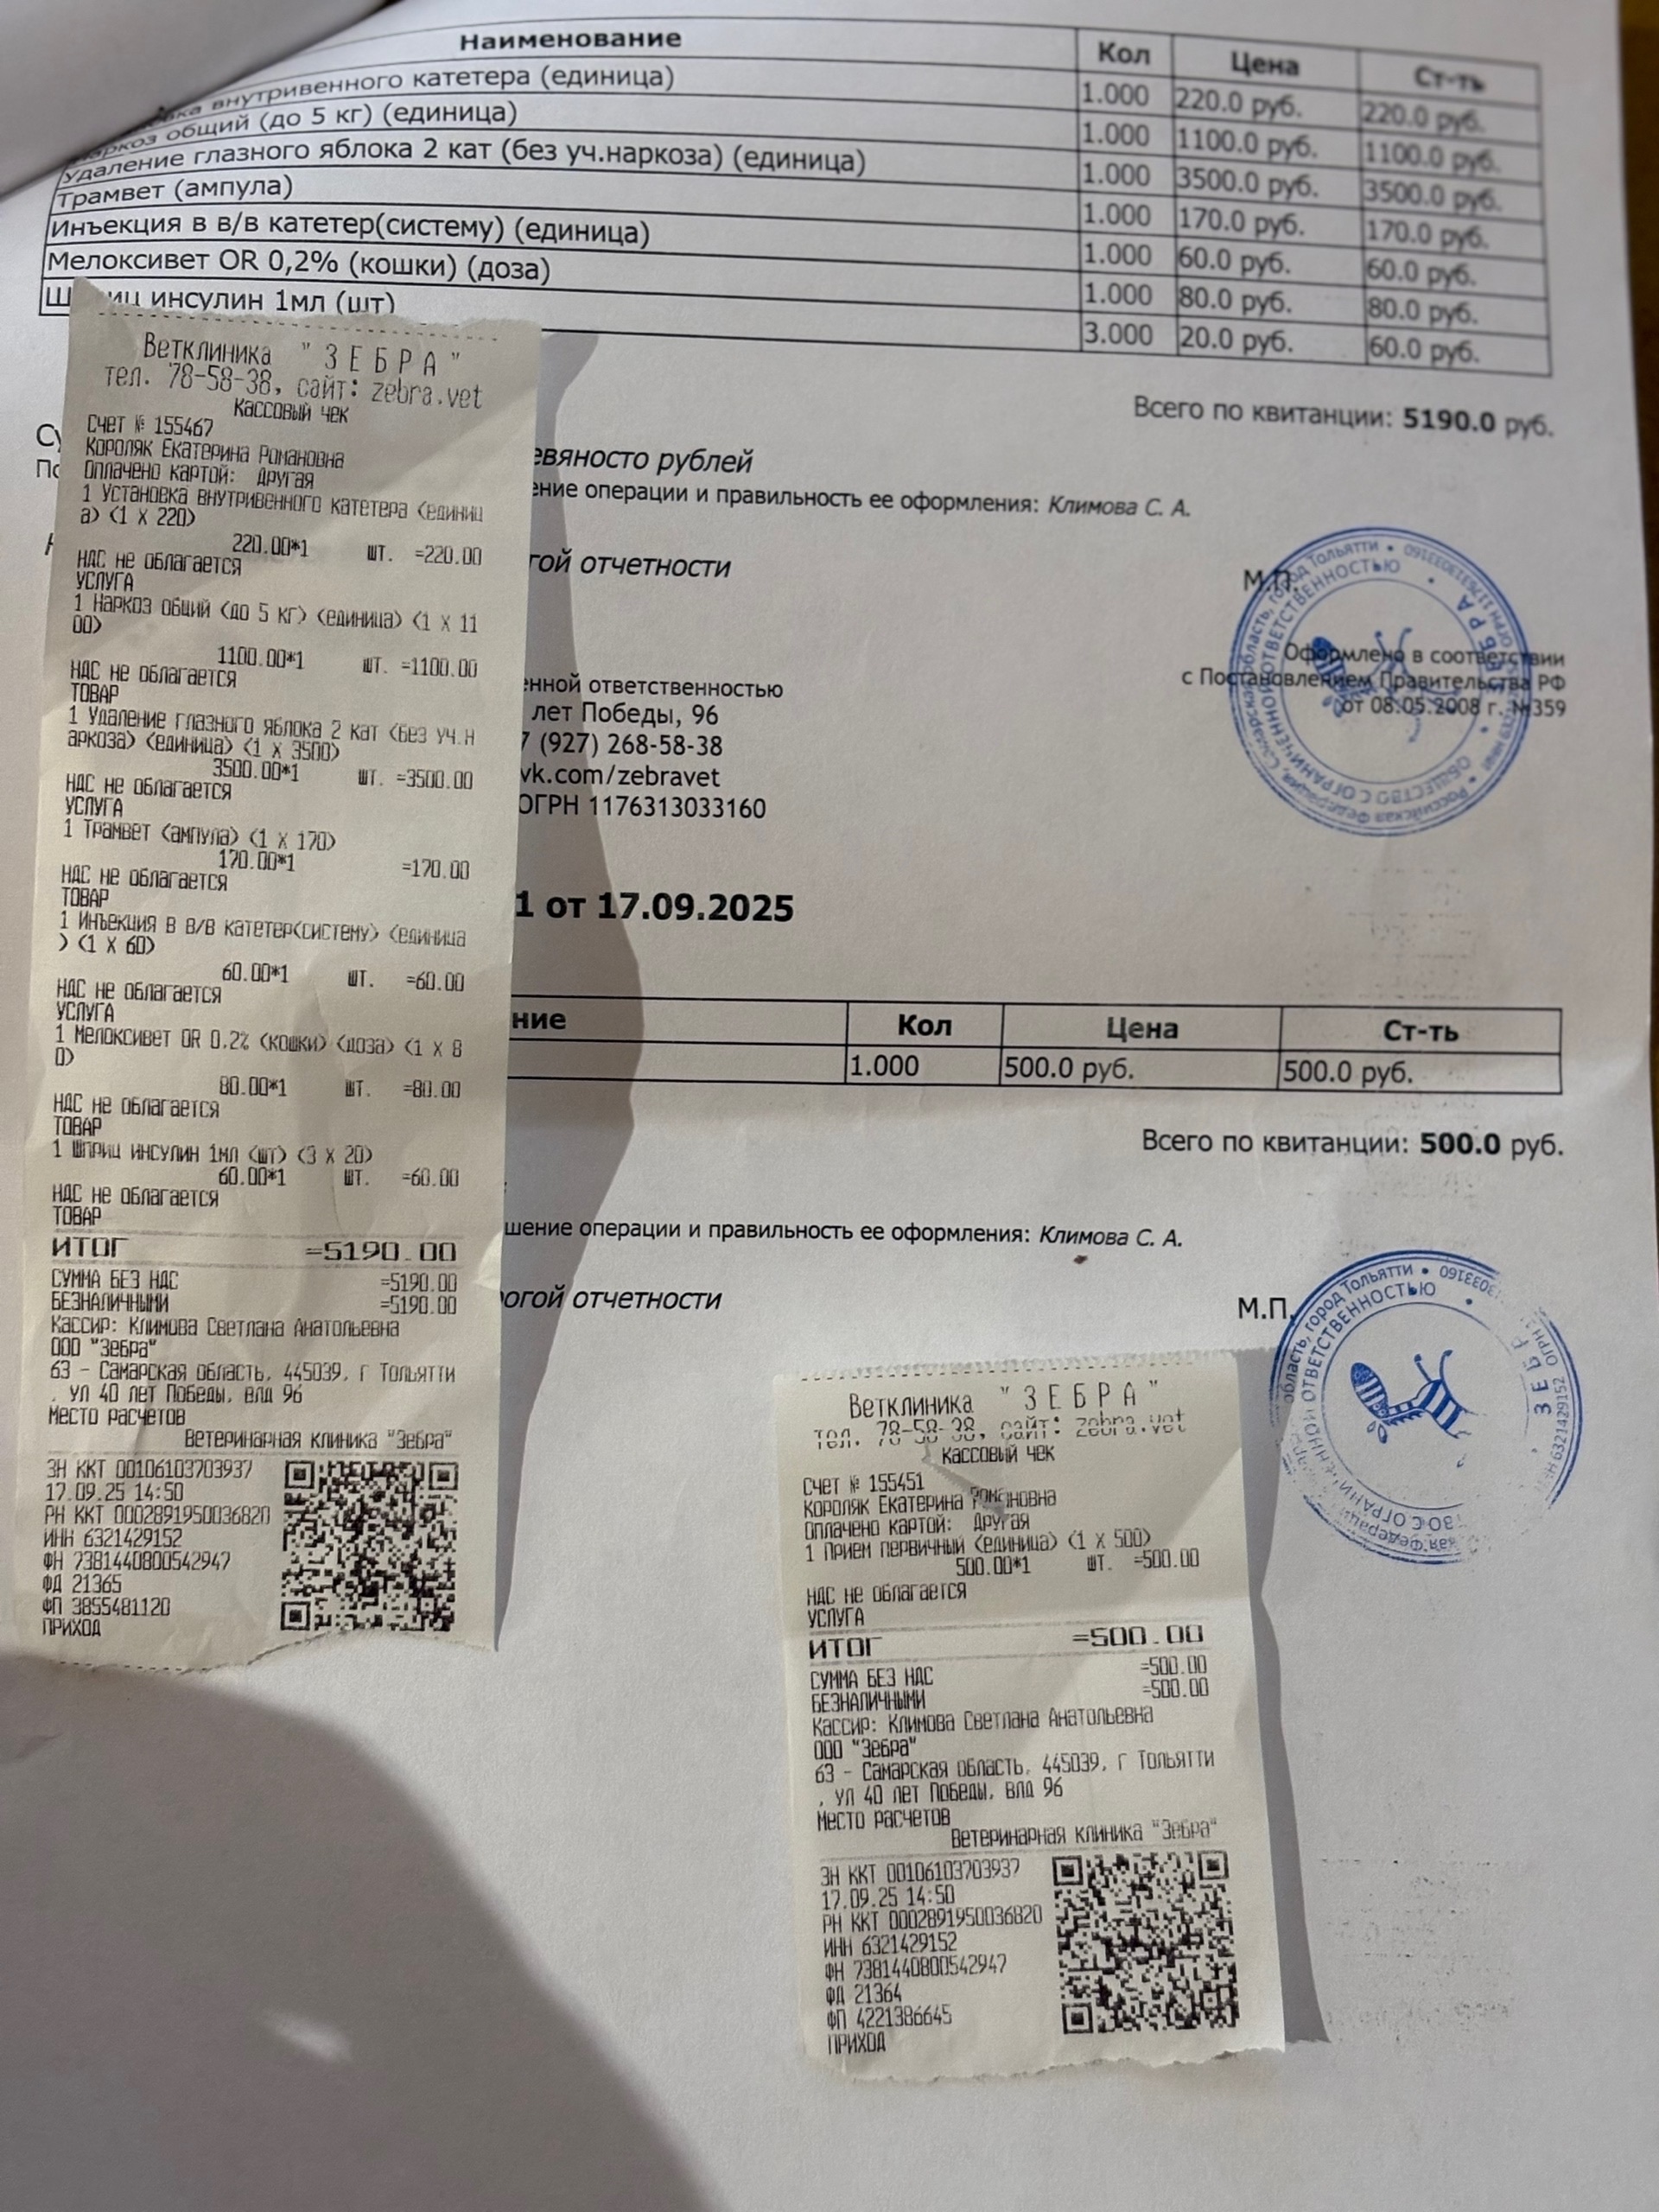 Наименование Кол Цена Ст-ть
внутривенного катетера (единица) 1.000 220.0 руб. 220.0 руб.
общий (до 5 кг) (единица) 1.000 1100.0 руб. 1100.0 руб.
Удаление глазного яблока 2 кат (без уч.наркоза) (единица) 1.000 3500.0 руб. 3500.0 руб.
Трамвет (ампула) 1.000 170.0 руб. 170.0 руб.
Инъекция в в/в катетер(систему) (единица) 1.000 60.0 руб. 60.0 руб.
Мелоксивет OR 0,2% (кошки) (доза) 1.000 80.0 руб. 80.0 руб.
инсулин 1мл (шт) 3.000 20.0 руб. 60.0 руб.
Всего по квитанции: 5190.0 руб.
рублей
операции и правильность ее оформления: Климова С. А.
отчетности
М.П.
Оформлено в соответствии
с Постановлением Правительства РФ
от 08.05.2008 г. №359
ответственностью
лет Победы, 96
(927) 268-58-38
vk.com/zebravet
ОГРН 1176313033160
1 от 17.09.2025
Кол Цена Ст-ть
1.000 500.0 руб. 500.0 руб.
Всего по квитанции: 500.0 руб.
операции и правильность ее оформления: Климова С. А.
отчетности
М.П.
Ветклиника "ЗЕБРА"
тел. 78-58-38, сайт: zebra.vet
Кассовый чек
Счет № 155467
Короляк Екатерина Романовна
Оплачено картой: Другая
1 Установка внутривенного катетера (единиц
а) (1 X 220)
220.00*1 шт. =220.00
НДС не облагается
УСЛУГА
1 Наркоз общий (до 5 кг) (единица) (1 X 11
00)
1100.00*1 шт. =1100.00
НДС не облагается
ТОВАР
1 Удаление глазного яблока 2 кат (без уч.н
аркоза) (единица) (1 X 3500)
3500.00*1 шт. =3500.00
НДС не облагается
УСЛУГА
1 Трамвет (ампула) (1 X 170)
170.00*1 =170.00
НДС не облагается
ТОВАР
1 Инъекция в в/в катетер(систему) (единица
) (1 X 60)
60.00*1 шт. =60.00
НДС не облагается
УСЛУГА
1 Мелоксивет OR 0,2% (кошки) (доза) (1 X 8
0)
80.00*1 шт. =80.00
НДС не облагается
ТОВАР
1 Шприц инсулин 1мл (шт) (3 X 20)
60.00*1 шт. =60.00
НДС не облагается
ТОВАР
ИТОГ =5190.00
СУММА БЕЗ НДС =5190.00
БЕЗНАЛИЧНЫМИ =5190.00
Кассир: Климова Светлана Анатольевна
ООО "Зебра"
63 - Самарская область, 445039, г Тольятти
, ул 40 лет Победы, влд 96
Место расчетов
Ветеринарная клиника "Зебра"
ЗН ККТ 00106103703937
17.09.25 14:50
РН ККТ 0002891950036820
ИНН 6321429152
ФН 7381440800542947
ФД 21365
ФП 3855481120
ПРИХОД
Ветклиника "ЗЕБРА"
тел. 78-58-38, сайт: zebra.vet
Кассовый чек
Счет № 155451
Короляк Екатерина Романовна
Оплачено картой: Другая
1 Прием первичный (единица) (1 X 500)
500.00*1 шт. =500.00
НДС не облагается
УСЛУГА
ИТОГ =500.00
СУММА БЕЗ НДС =500.00
БЕЗНАЛИЧНЫМИ =500.00
Кассир: Климова Светлана Анатольевна
ООО "Зебра"
63 - Самарская область, 445039, г Тольятти
, ул 40 лет Победы, влд 96
Место расчетов
Ветеринарная клиника "Зебра"
ЗН ККТ 00106103703937
17.09.25 14:50
РН ККТ 0002891950036820
ИНН 6321429152
ФН 7381440800542947
ФД 21364
ФП 4221386645
ПРИХОД